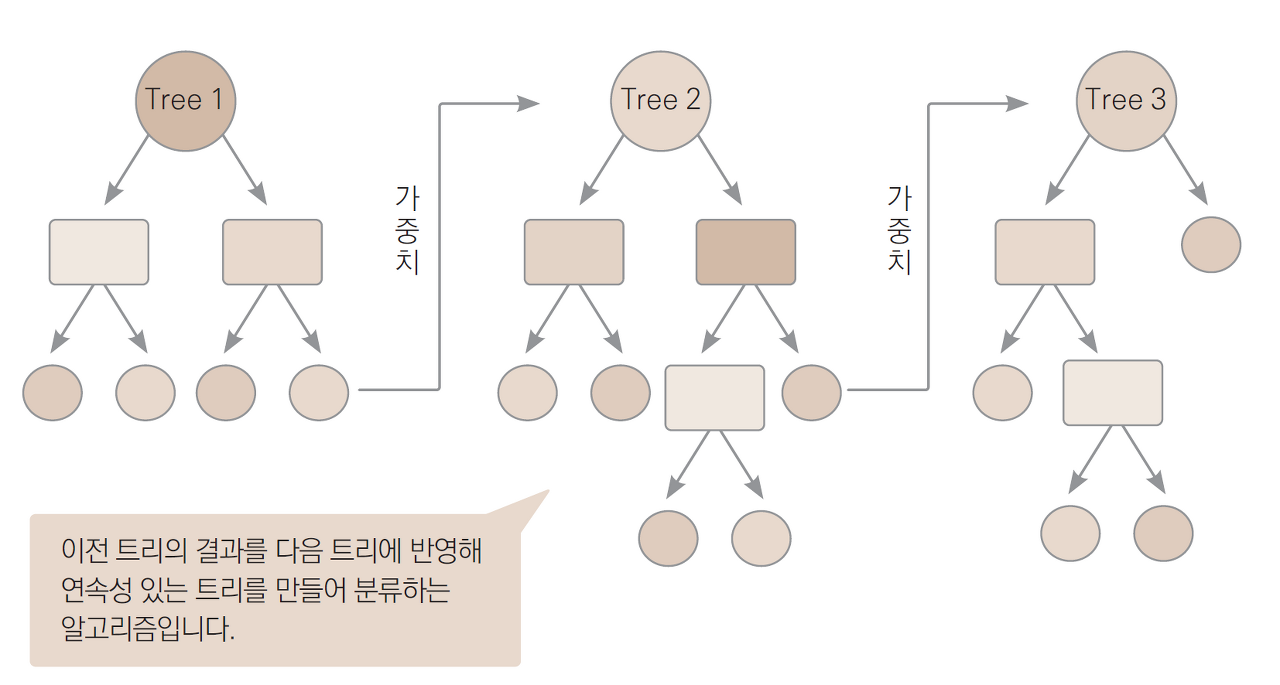 Tree 1
Tree 2
Tree 3
가중치
가중치
이전 트리의 결과를 다음 트리에 반영해
연속성 있는 트리를 만들어 분류하는
알고리즘입니다.